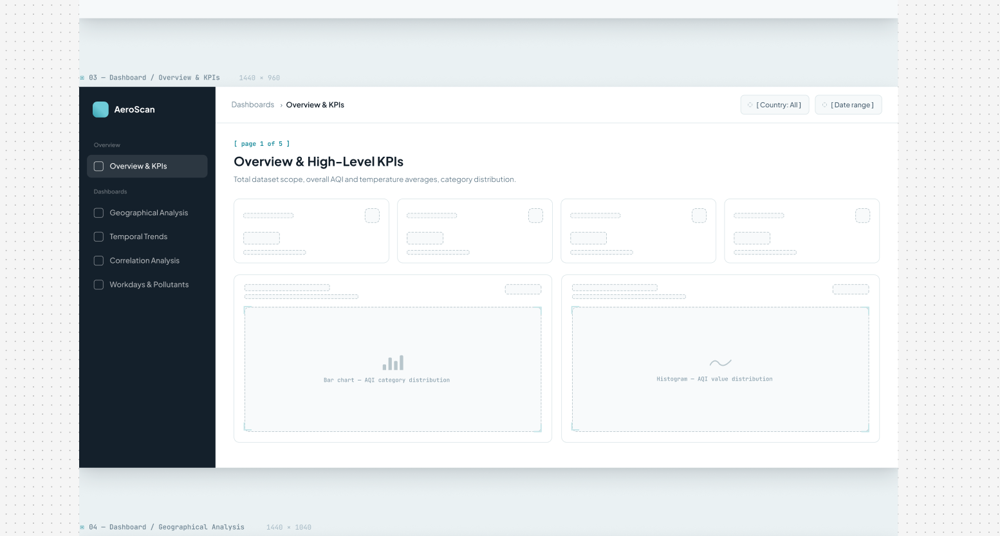 03 — Dashboard / Overview & KPIs 1440 × 960
AeroScan
Overview
Overview & KPIs
Dashboards
Geographical Analysis
Temporal Trends
Correlation Analysis
Workdays & Pollutants
Dashboards › Overview & KPIs
[ Country: All ]
[ Date range ]
[ page 1 of 5 ]
Overview & High-Level KPIs
Total dataset scope, overall AQI and temperature averages, category distribution.
Bar chart — AQI category distribution
Histogram — AQI value distribution
04 — Dashboard / Geographical Analysis 1440 × 1040